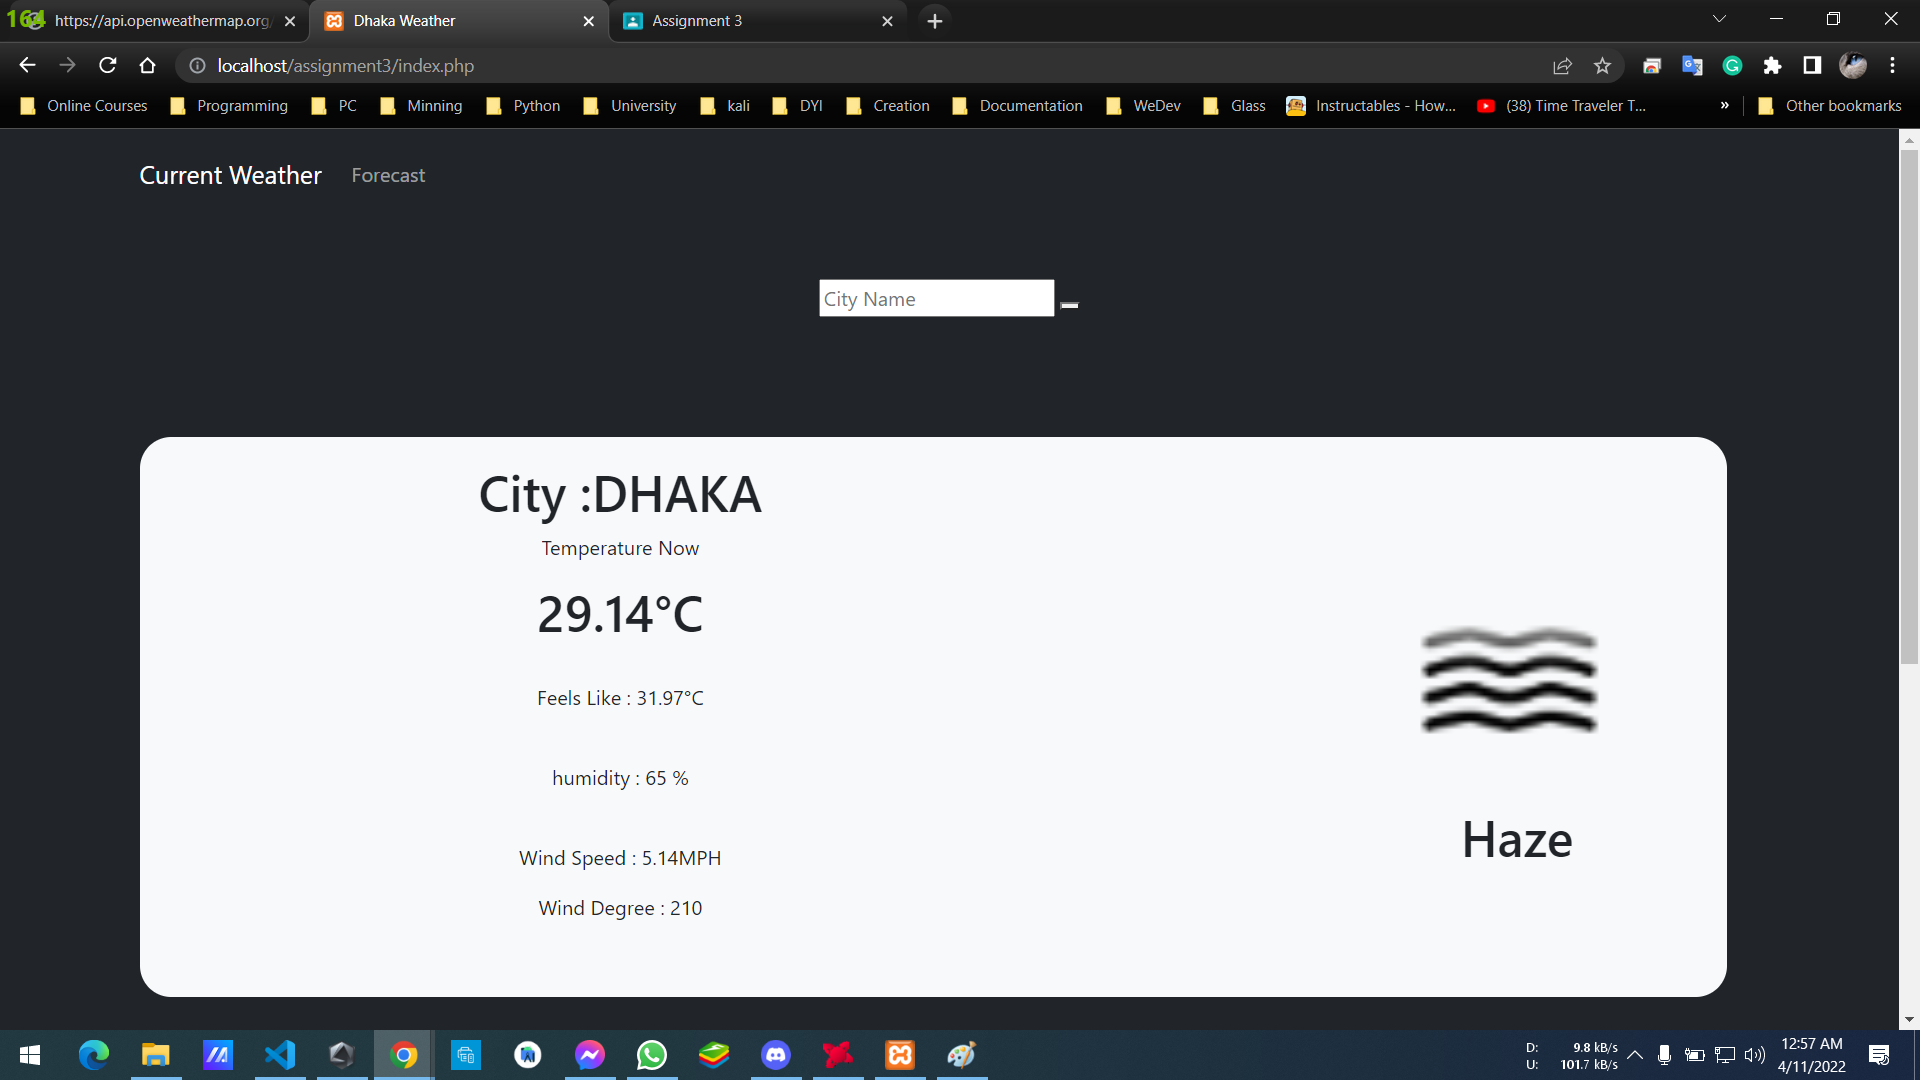 164
https://api.openweathermap.org/
Dhaka Weather
Assignment 3
localhost/assignment3/index.php
Online Courses
Programming
PC
Minning
Python
University
kali
DYI
Creation
Documentation
WeDev
Glass
Instructables - How...
(38) Time Traveler T...
»
Other bookmarks
Current Weather
Forecast
City Name
City :DHAKA
Temperature Now
29.14°C
Feels Like : 31.97°C
humidity : 65 %
Wind Speed : 5.14MPH
Wind Degree : 210
Haze
D: 9.8 kB/s
U: 101.7 kB/s
12:57 AM
4/11/2022